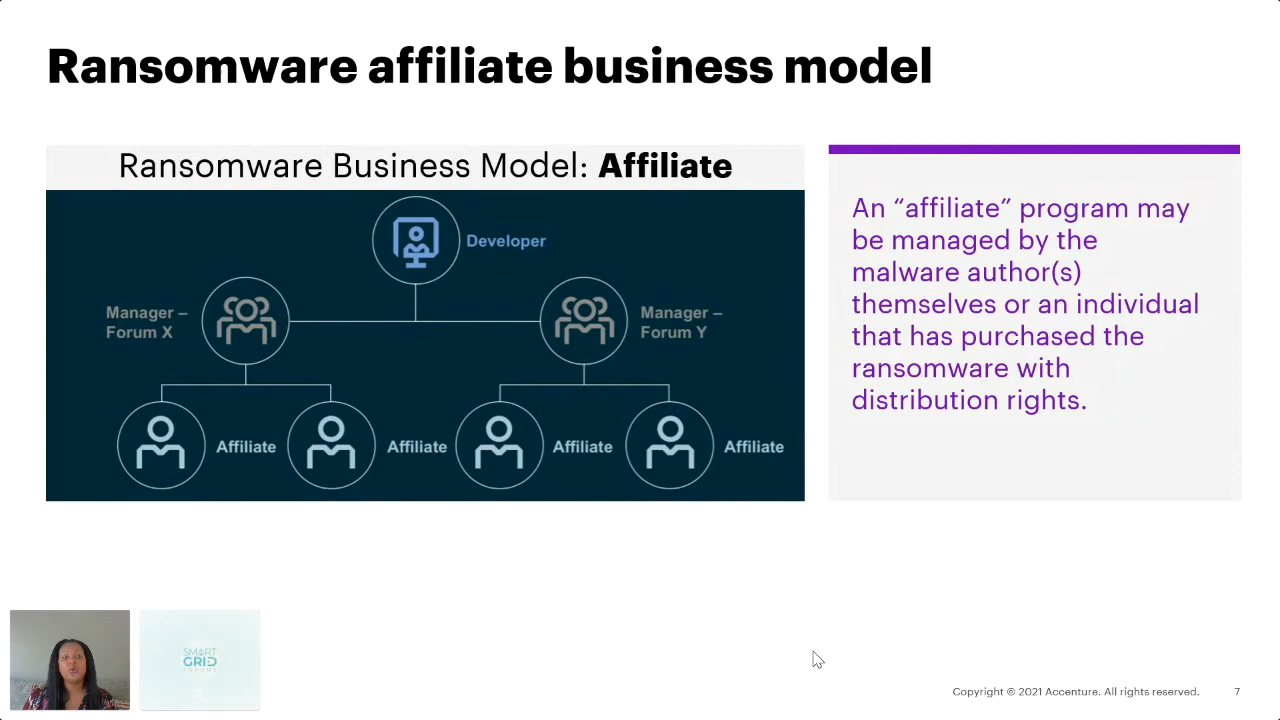 Ransomware affiliate business model
Ransomware Business Model: Affiliate
Developer
Manager –
Forum X
Manager –
Forum Y
Affiliate
Affiliate
Affiliate
Affiliate
An “affiliate” program may
be managed by the
malware author(s)
themselves or an individual
that has purchased the
ransomware with
distribution rights.
SMART
GRID
FORUMS
Copyright © 2021 Accenture. All rights reserved.
7